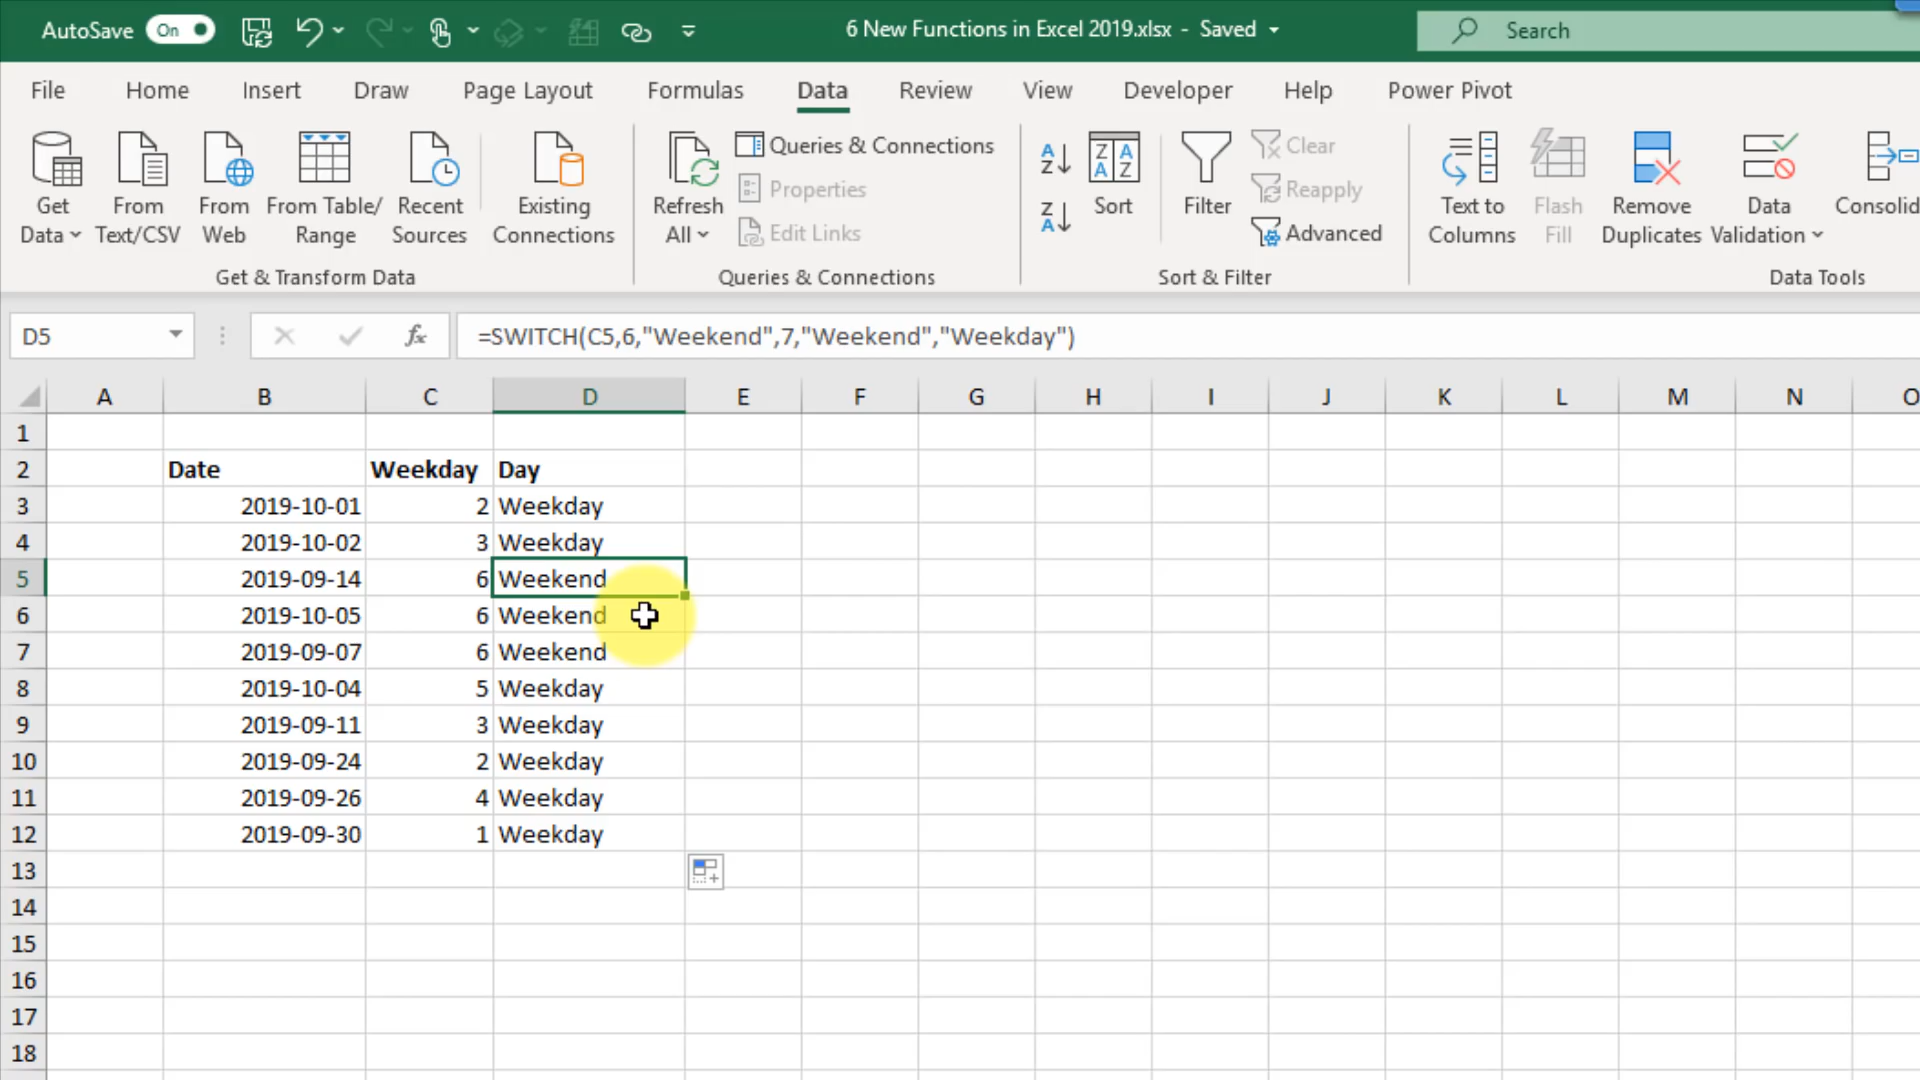 AutoSave On 6 New Functions in Excel 2019.xlsx - Saved Search
File Home Insert Draw Page Layout Formulas Data Review View Developer Help Power Pivot
Get Data
From Text/CSV
From Web
From Table/ Range
Recent Sources
Existing Connections
Get & Transform Data
Refresh All
Queries & Connections
Properties
Edit Links
Queries & Connections
Sort
Filter
Clear
Reapply
Advanced
Sort & Filter
Text to Columns
Flash Fill
Remove Duplicates
Data Validation
Consolid
Data Tools
D5 fx =SWITCH(C5,6,"Weekend",7,"Weekend","Weekday")
A B C D E F G H I J K L M N O
1
2 Date Weekday Day
3 2019-10-01 2 Weekday
4 2019-10-02 3 Weekday
5 2019-09-14 6 Weekend
6 2019-10-05 6 Weekend
7 2019-09-07 6 Weekend
8 2019-10-04 5 Weekday
9 2019-09-11 3 Weekday
10 2019-09-24 2 Weekday
11 2019-09-26 4 Weekday
12 2019-09-30 1 Weekday
13
14
15
16
17
18